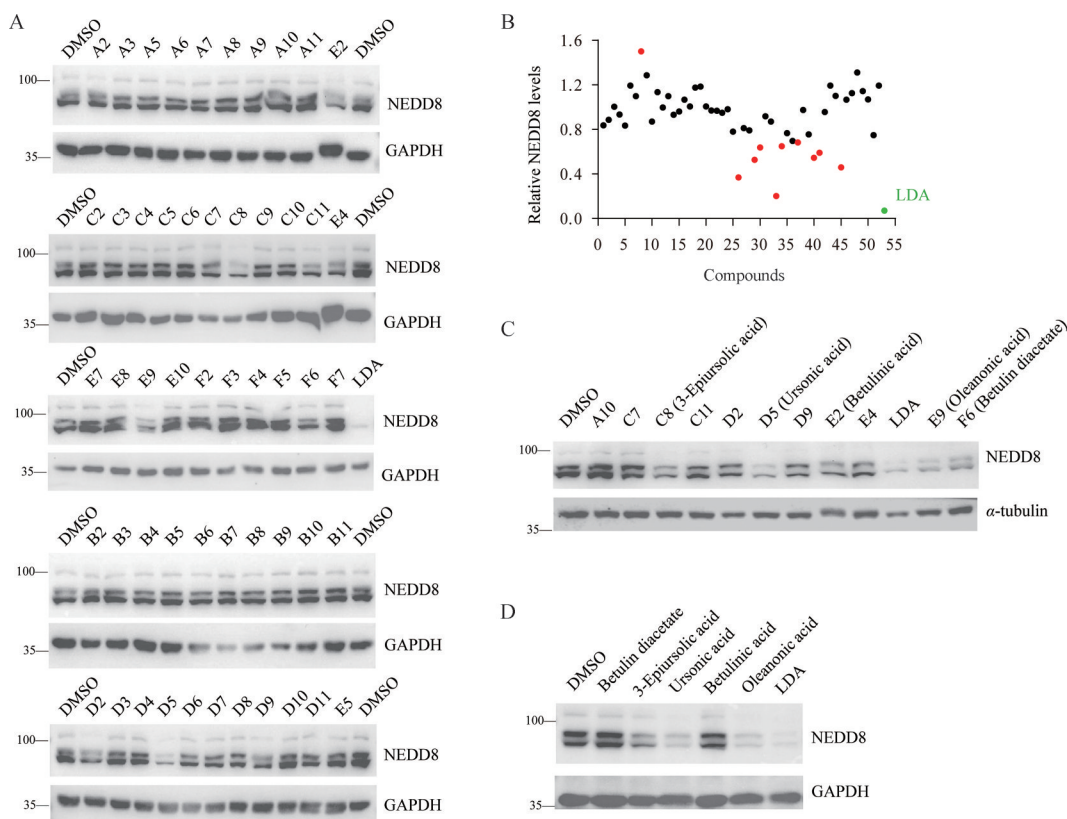 A
DMSO A2 A3 A5 A6 A7 A8 A9 A10 A11 E2 DMSO
100
NEDD8
35
GAPDH
DMSO C2 C3 C4 C5 C6 C7 C8 C9 C10 C11 E4 DMSO
100
NEDD8
35
GAPDH
DMSO E7 E8 E9 E10 F2 F3 F4 F5 F6 F7 LDA
100
NEDD8
35
GAPDH
DMSO B2 B3 B4 B5 B6 B7 B8 B9 B10 B11 DMSO
100
NEDD8
35
GAPDH
DMSO D2 D3 D4 D5 D6 D7 D8 D9 D10 D11 E5 DMSO
100
NEDD8
35
GAPDH
B
Relative NEDD8 levels
1.6
1.2
0.8
0.4
0.0
LDA
0 5 10 15 20 25 30 35 40 45 50 55
Compounds
C
DMSO A10 C7 C8 (3-Epiursolic acid) C11 D2 D5 (Ursonic acid) D9 E2 (Betulinic acid) E4 LDA E9 (Oleanonic acid) F6 (Betulin diacetate)
100
NEDD8
α-tubulin
35
D
DMSO Betulin diacetate 3-Epiursolic acid Ursonic acid Betulinic acid Oleanonic acid LDA
100
NEDD8
GAPDH
35